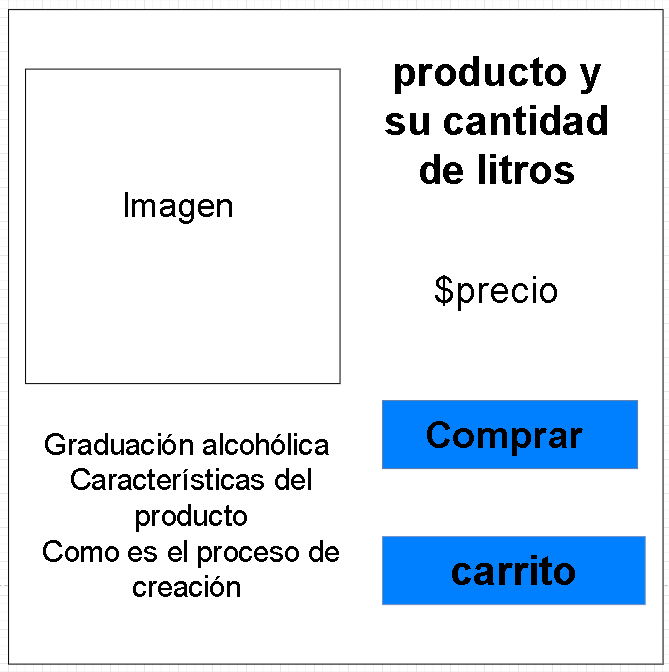 producto y
su cantidad
de litros
Imagen
$precio
Comprar
Graduación alcohólica
Características del
producto
Como es el proceso de
creación
carrito